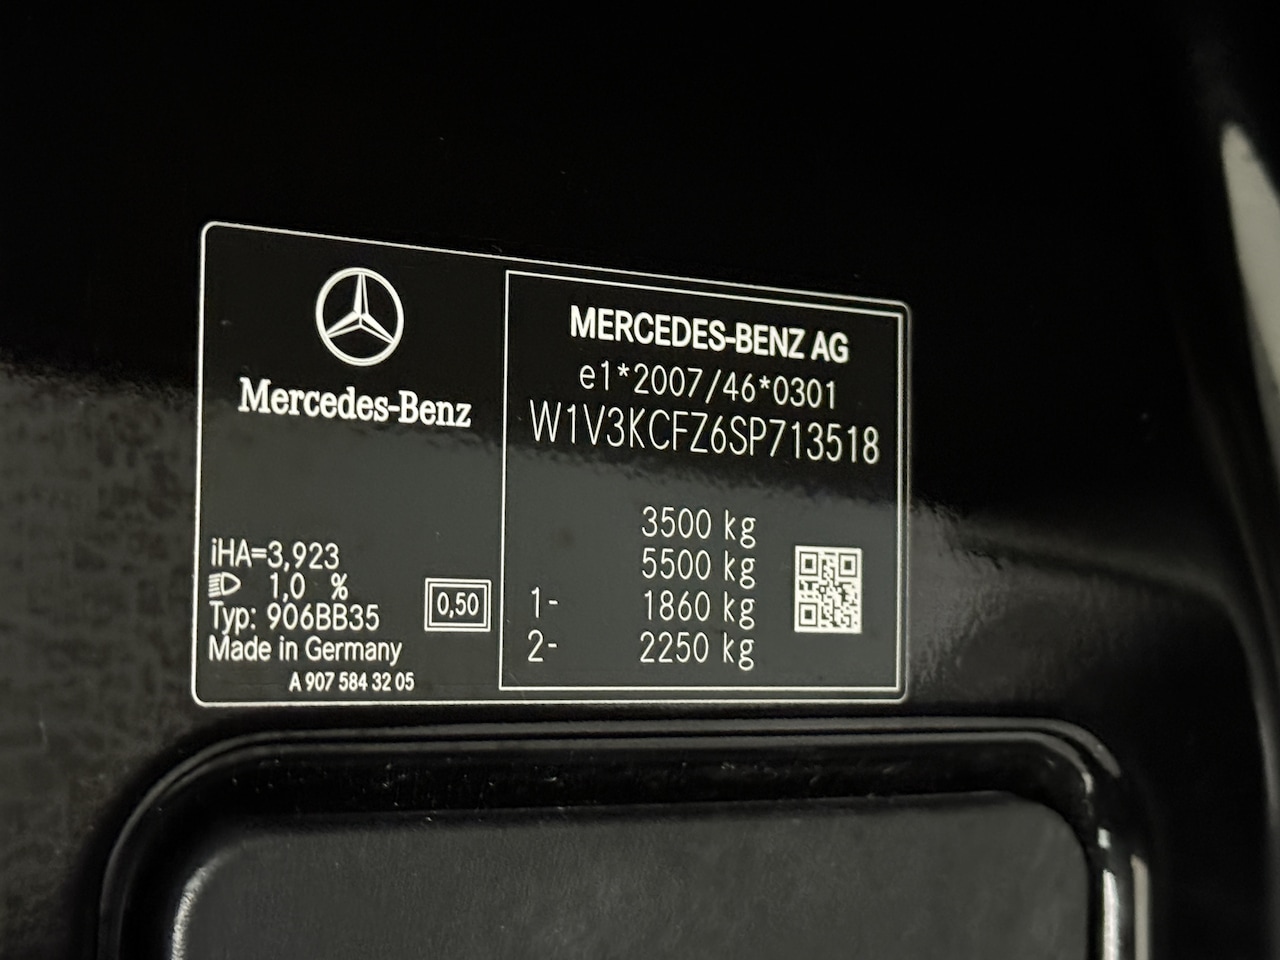 Mercedes-Benz
iHA=3,923
1,0 %
Typ: 906BB35
Made in Germany
A 907 584 32 05
0,50
MERCEDES-BENZ AG
e1*2007/46*0301
W1V3KCFZ6SP713518
3500 kg
5500 kg
1- 1860 kg
2- 2250 kg